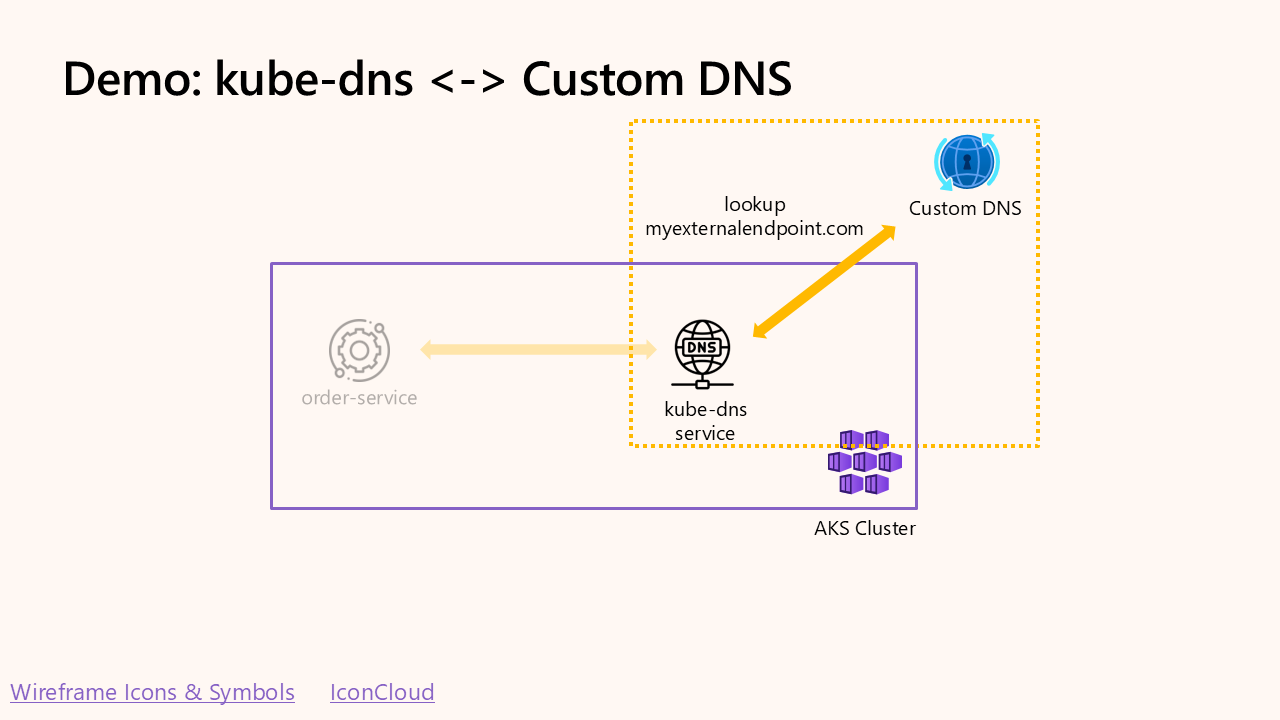 Demo: kube-dns <-> Custom DNS
lookup
myexternalendpoint.com
Custom DNS
order-service
DNS
kube-dns
service
AKS Cluster
Wireframe Icons & Symbols
IconCloud